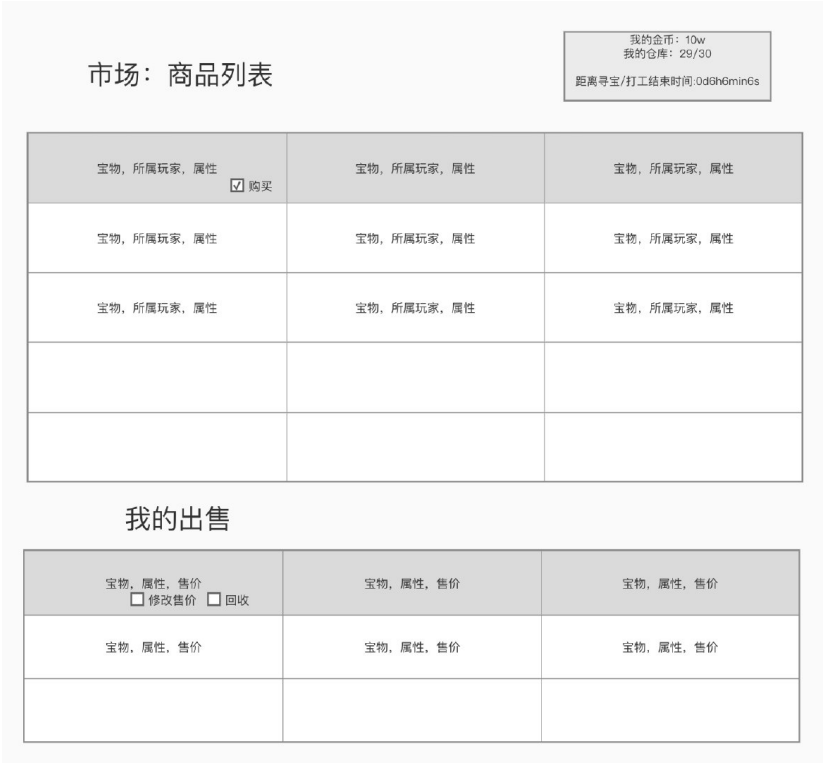 我的金币：10w
我的仓库：29/30
距离寻宝/打工结束时间:0d6h6min6s
市场：商品列表
宝物，所属玩家，属性
购买
宝物，所属玩家，属性
宝物，所属玩家，属性
宝物，所属玩家，属性
宝物，所属玩家，属性
宝物，所属玩家，属性
宝物，所属玩家，属性
宝物，所属玩家，属性
宝物，所属玩家，属性
我的出售
宝物，属性，售价
修改售价 回收
宝物，属性，售价
宝物，属性，售价
宝物，属性，售价
宝物，属性，售价
宝物，属性，售价